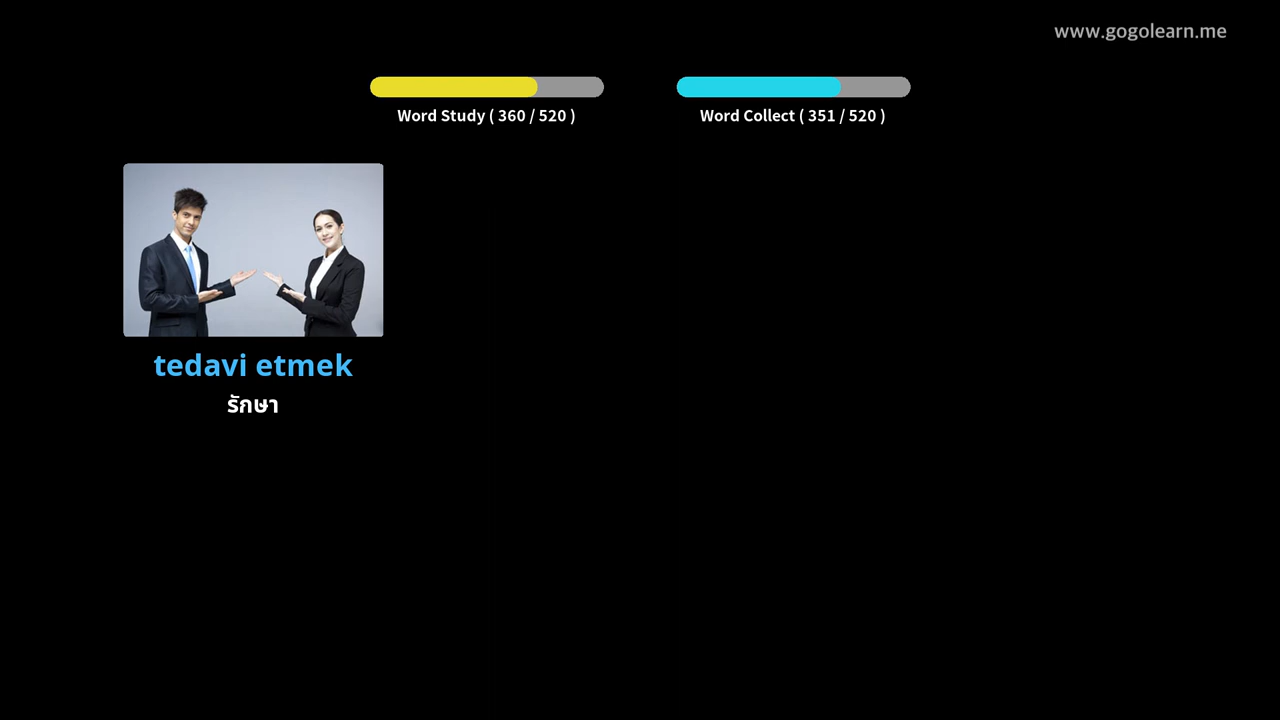 www.gogolearn.me
Word Study ( 360 / 520 )
Word Collect ( 351 / 520 )
tedavi etmek
รักษา